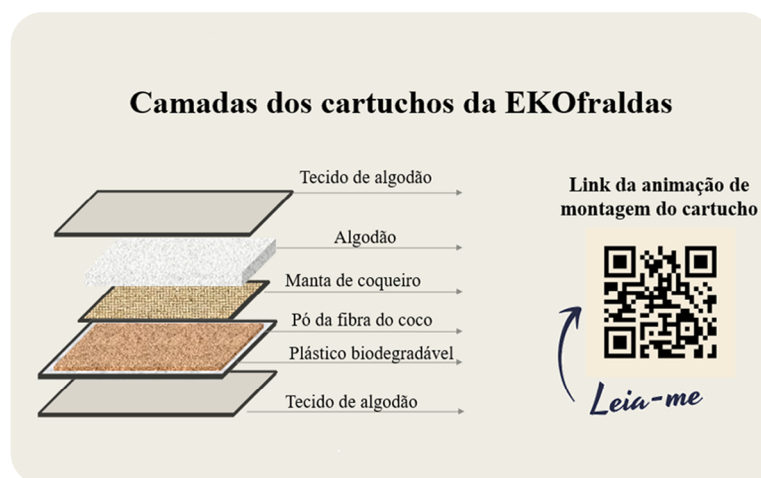 Camadas dos cartuchos da EKOfraldas
Tecido de algodão
Algodão
Manta de coqueiro
Pó da fibra do coco
Plástico biodegradável
Tecido de algodão
Link da animação de
montagem do cartucho
Leia-me